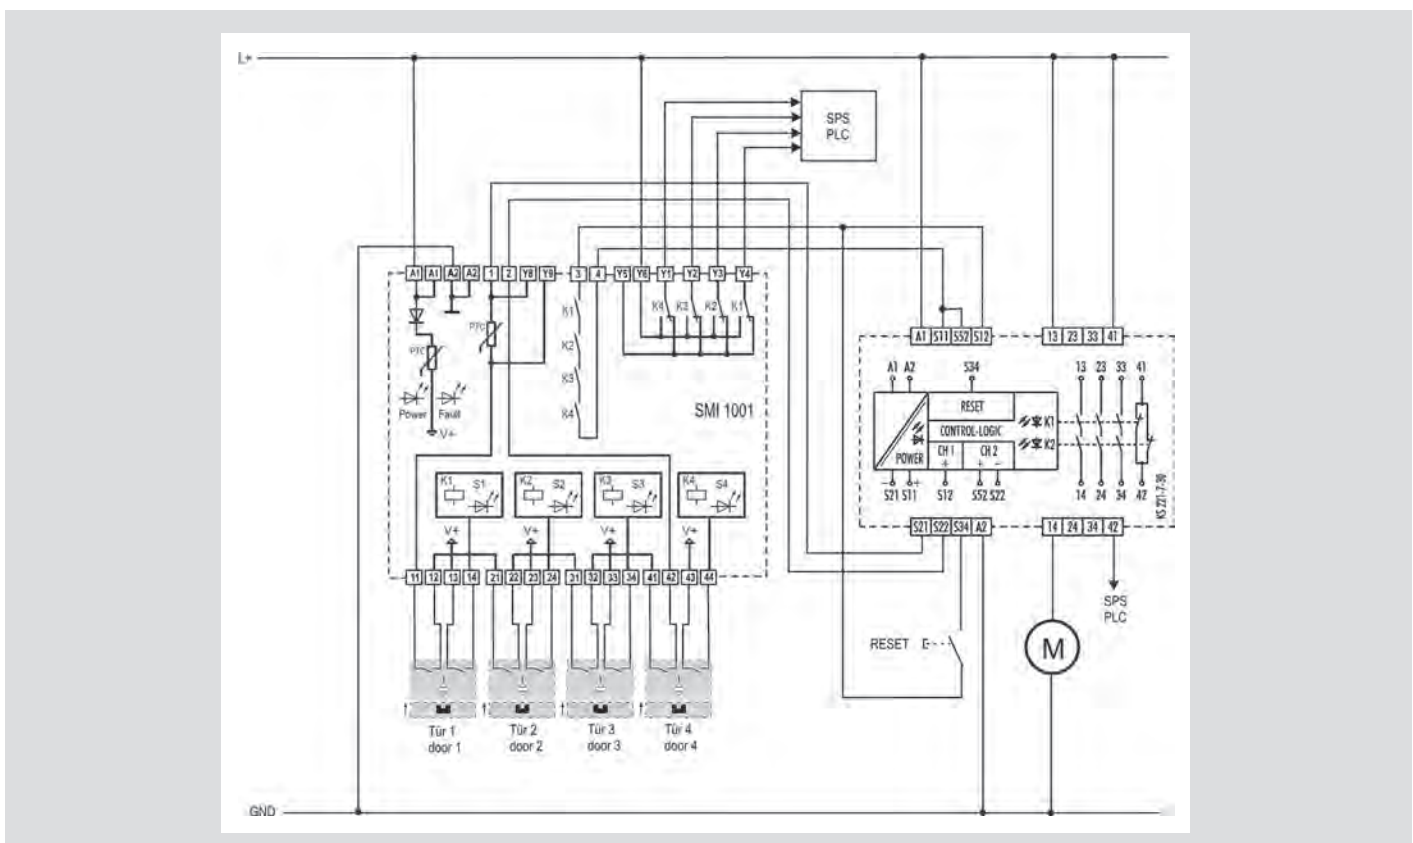 L+
SPS
PLC
A1 A1 A2 A2 1 2 Y8 Y9 3 4 Y5 Y6 Y1 Y2 Y3 Y4
K4 K3 K2 K1
K1
PTC
K2
PTC
K3
Power Fault
K4
SMI 1001
V+
K1 S1 K2 S2 K3 S3 K4 S4
V+ V+ V+ V+
11 12 13 14 21 22 23 24 31 32 33 34 41 42 43 44
Tür 1
door 1
Tür 2
door 2
Tür 3
door 3
Tür 4
door 4
A1 S11 S52 S12
13 23 33 41
A1 A2 S34 13 23 33 41
RESET
CONTROL-LOGIC
K1
K2
POWER
CH 1
+
CH 2
+ −
− S21 S11 + S12 S52 S22 14 24 34 42
KS 221-7-30
S21 S22 S34 A2
14 24 34 42
SPS
PLC
RESET
M
GND